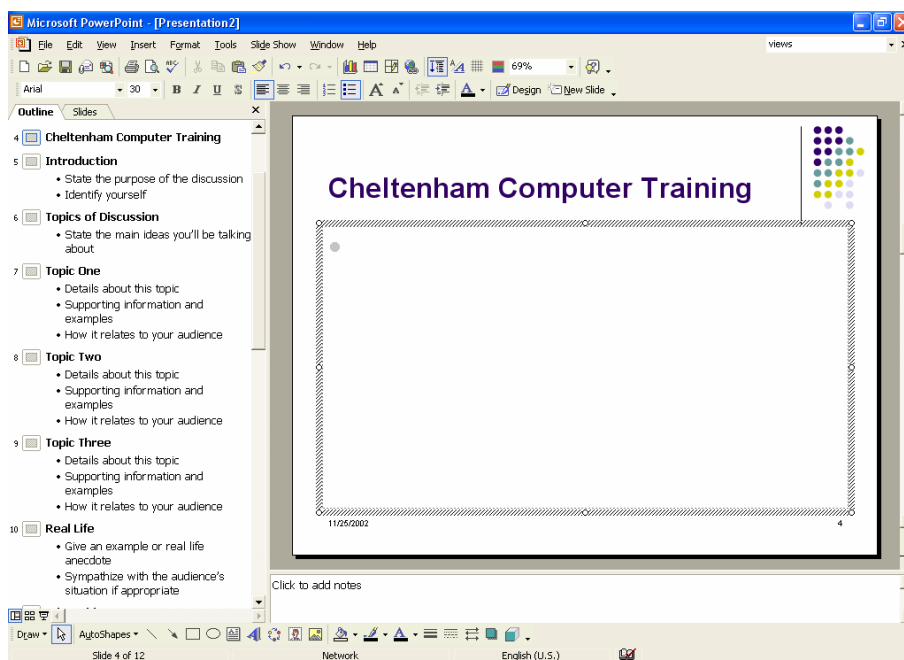 Microsoft PowerPoint - [Presentation2]
File Edit View Insert Format Tools Slide Show Window Help views
69%
Arial 30 B I U S A A A Design New Slide
Outline Slides
4 Cheltenham Computer Training
5 Introduction
• State the purpose of the discussion
• Identify yourself
6 Topics of Discussion
• State the main ideas you'll be talking
about
7 Topic One
• Details about this topic
• Supporting information and
examples
• How it relates to your audience
8 Topic Two
• Details about this topic
• Supporting information and
examples
• How it relates to your audience
9 Topic Three
• Details about this topic
• Supporting information and
examples
• How it relates to your audience
10 Real Life
• Give an example or real life
anecdote
• Sympathize with the audience's
situation if appropriate
Cheltenham Computer Training
11/25/2002 4
Click to add notes
Draw AutoShapes A A
Slide 4 of 12 Network English (U.S.)